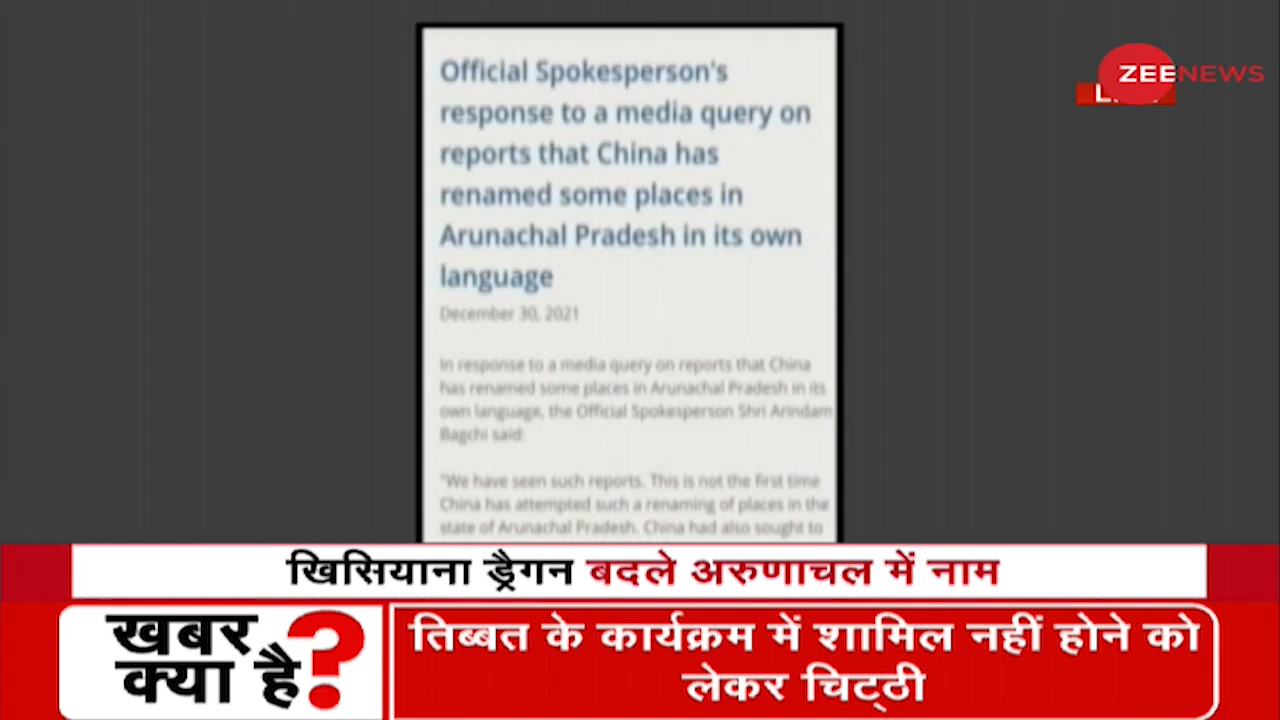 ZEENEWS
Official Spokesperson's
response to a media query on
reports that China has
renamed some places in
Arunachal Pradesh in its own
language
December 30, 2021
In response to a media query on reports that China
has renamed some places in Arunachal Pradesh in its
own language, the Official Spokesperson Shri Arindam
Bagchi said:
"We have seen such reports. This is not the first time
China has attempted such a renaming of places in the
state of Arunachal Pradesh. China had also sought to
खिसियाना ड्रैगन बदले अरुणाचल में नाम
खबर
क्या है?
तिब्बत के कार्यक्रम में शामिल नहीं होने को
लेकर चिट्ठी